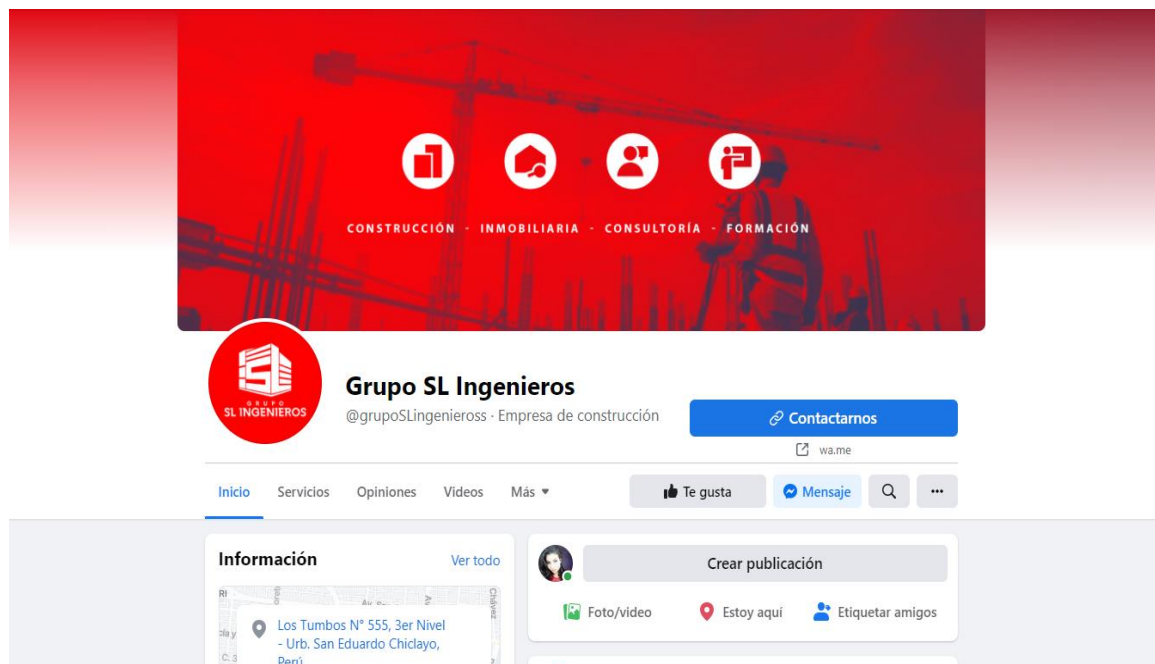 CONSTRUCCIÓN - INMOBILIARIA - CONSULTORÍA - FORMACIÓN
GRUPO
SL INGENIEROS
Grupo SL Ingenieros
@grupoSLingenieross · Empresa de construcción
Contactarnos
wa.me
Inicio Servicios Opiniones Videos Más
Te gusta Mensaje
Información Ver todo
Los Tumbos N° 555, 3er Nivel
- Urb. San Eduardo Chiclayo,
Perú
Chávez
Crear publicación
Foto/video Estoy aquí Etiquetar amigos